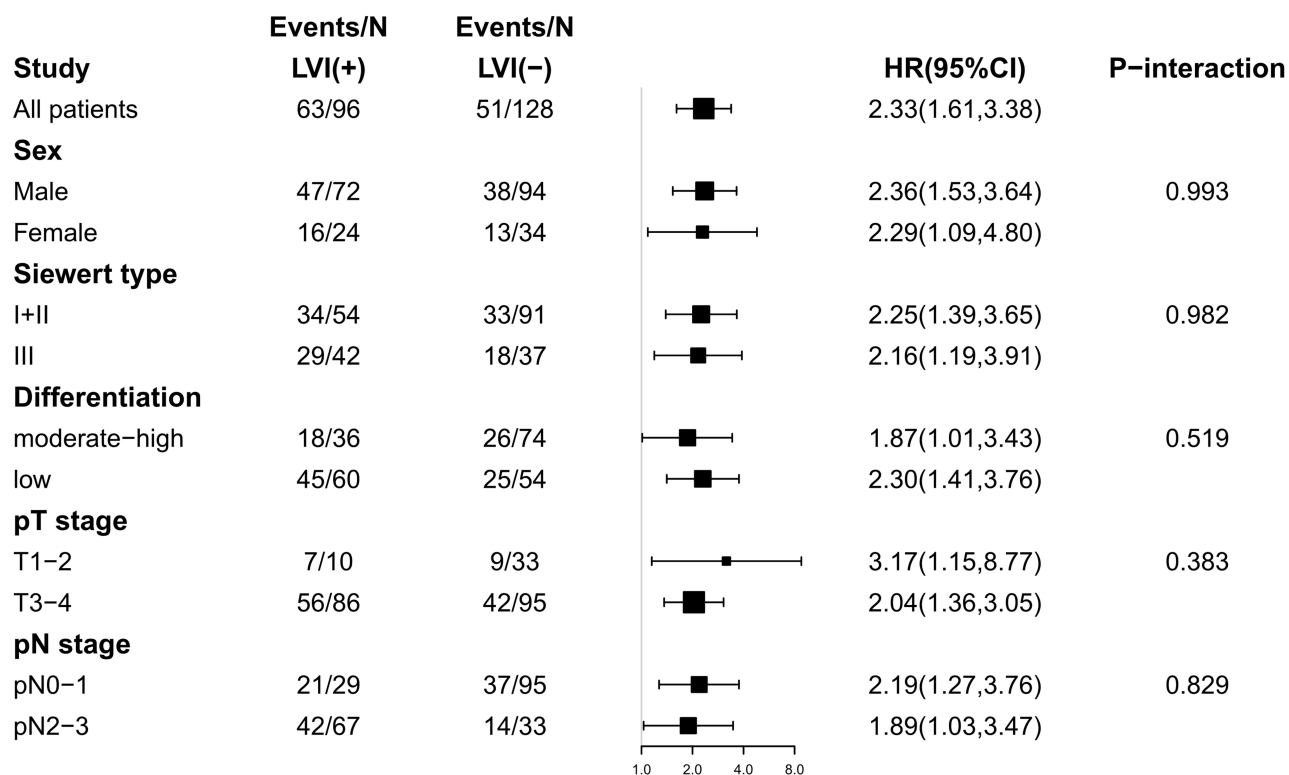 Events/N Events/N
Study LVI(+) LVI(−) HR(95%CI) P−interaction
All patients 63/96 51/128 2.33(1.61,3.38)
Sex
Male 47/72 38/94 2.36(1.53,3.64) 0.993
Female 16/24 13/34 2.29(1.09,4.80)
Siewert type
I+II 34/54 33/91 2.25(1.39,3.65) 0.982
III 29/42 18/37 2.16(1.19,3.91)
Differentiation
moderate−high 18/36 26/74 1.87(1.01,3.43) 0.519
low 45/60 25/54 2.30(1.41,3.76)
pT stage
T1−2 7/10 9/33 3.17(1.15,8.77) 0.383
T3−4 56/86 42/95 2.04(1.36,3.05)
pN stage
pN0−1 21/29 37/95 2.19(1.27,3.76) 0.829
pN2−3 42/67 14/33 1.89(1.03,3.47)
1.0 2.0 4.0 8.0